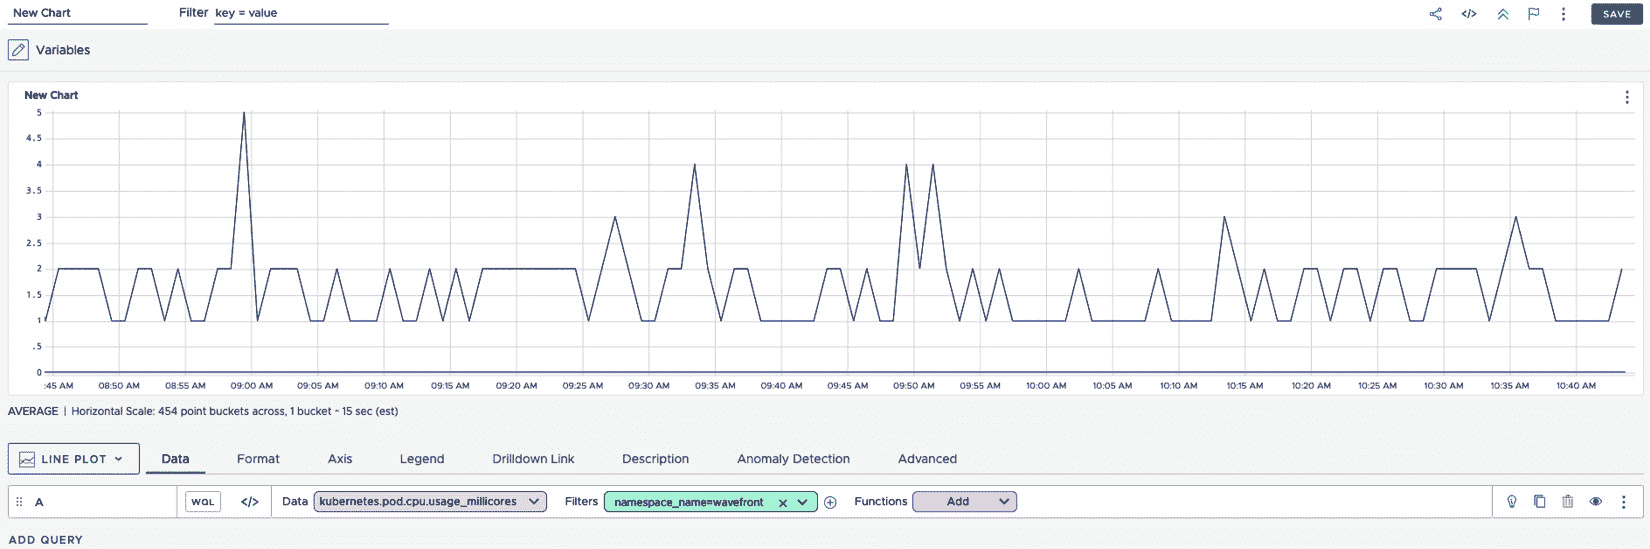 New Chart Filter key = value </> SAVE
Variables
New Chart
5
4.5
4
3.5
3
2.5
2
1.5
1
.5
0
:45 AM 08:50 AM 08:55 AM 09:00 AM 09:05 AM 09:10 AM 09:15 AM 09:20 AM 09:25 AM 09:30 AM 09:35 AM 09:40 AM 09:45 AM 09:50 AM 09:55 AM 10:00 AM 10:05 AM 10:10 AM 10:15 AM 10:20 AM 10:25 AM 10:30 AM 10:35 AM 10:40 AM
AVERAGE | Horizontal Scale: 454 point buckets across, 1 bucket ~ 15 sec (est)
LINE PLOT Data Format Axis Legend Drilldown Link Description Anomaly Detection Advanced
A WQL </> Data kubernetes.pod.cpu.usage_millicores Filters namespace_name=wavefront Functions Add
ADD QUERY